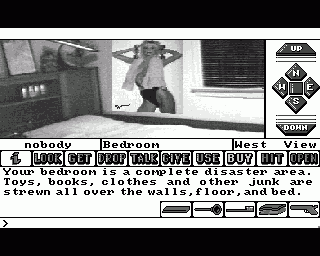 UP
N
W E
S
DOWN
nobody Bedroom West View
i LOOK GET DROP TALK GIVE USE BUY HIT OPEN
Your bedroom is a complete disaster area.
Toys, books, clothes and other junk are
strewn all over the walls,floor,and bed.
>